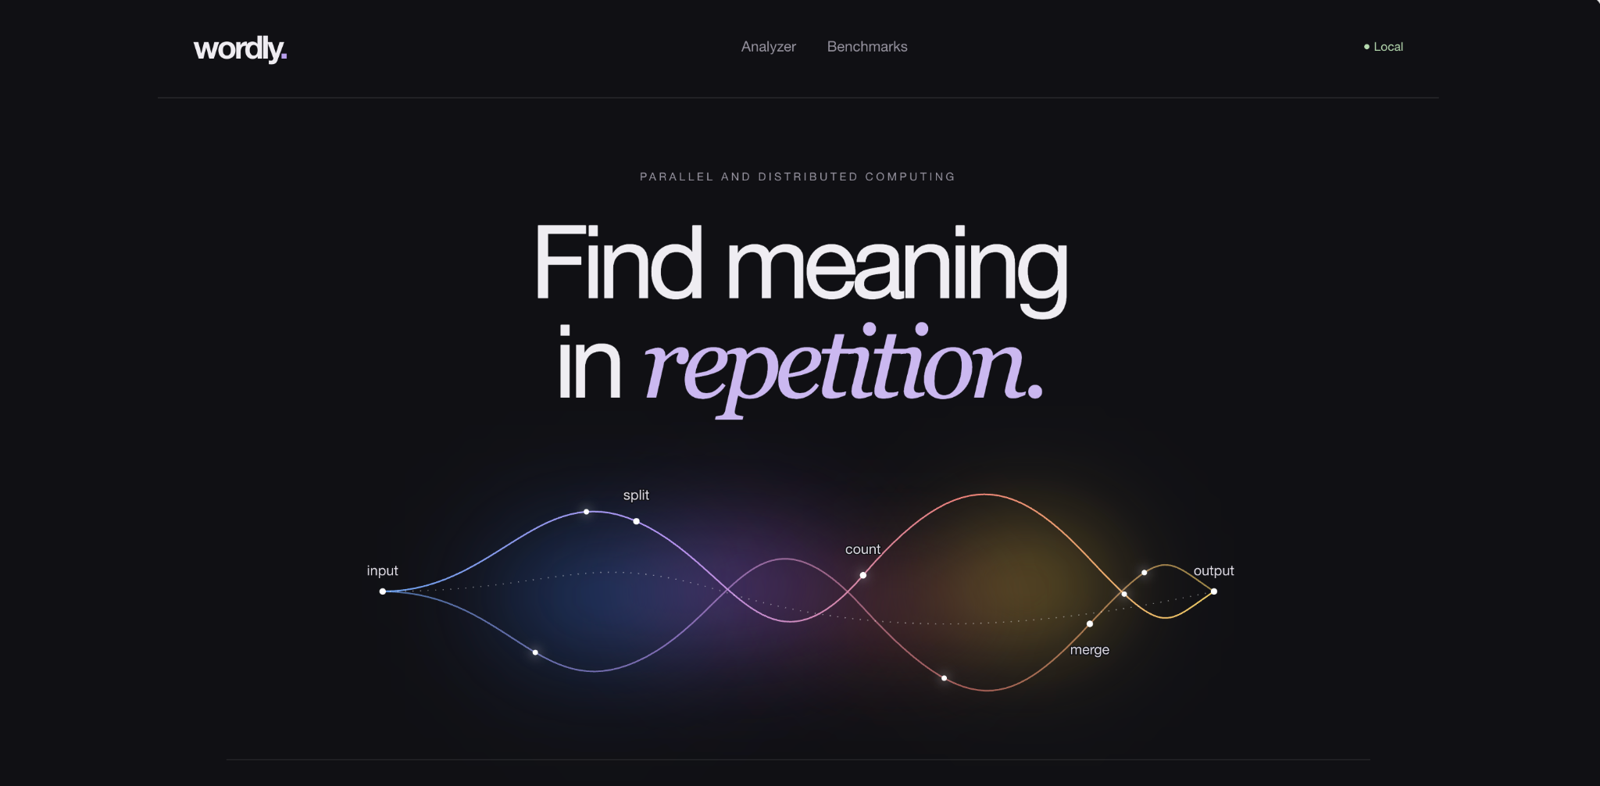 wordly.
Analyzer
Benchmarks
Local
PARALLEL AND DISTRIBUTED COMPUTING
Find meaning
in repetition.
split
count
input
output
merge